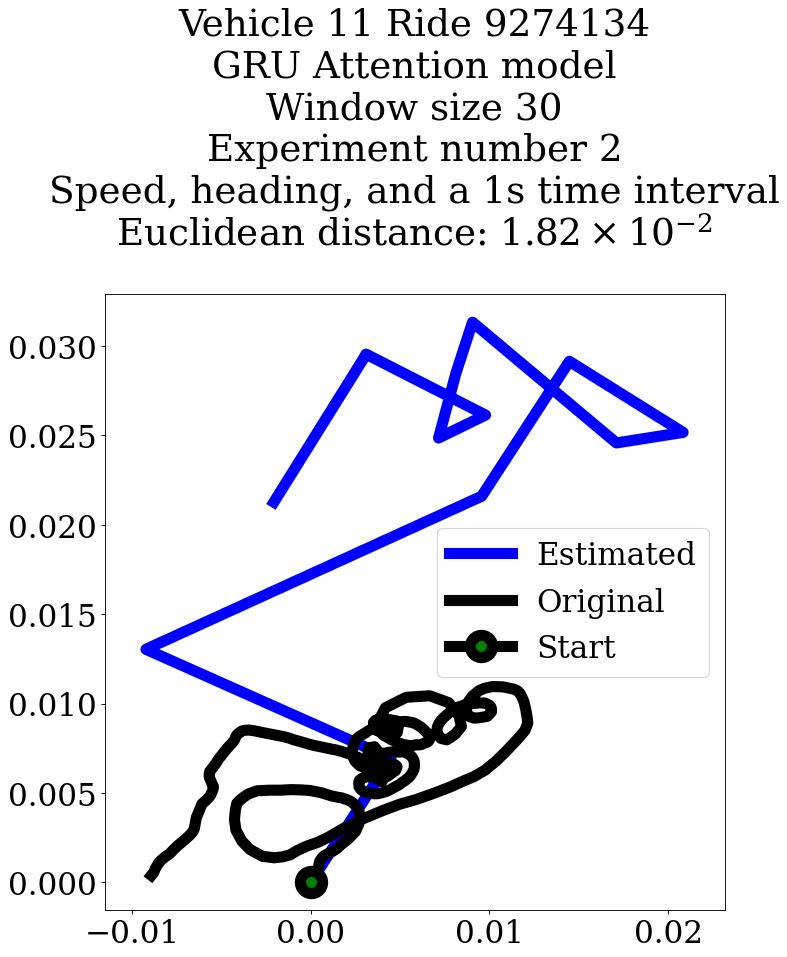 Vehicle 11 Ride 9274134
GRU Attention model
Window size 30
Experiment number 2
Speed, heading, and a 1s time interval
Euclidean distance: 1.82 × 10⁻²
0.030
0.025
0.020
0.015
0.010
0.005
0.000
Estimated
Original
Start
−0.01 0.00 0.01 0.02